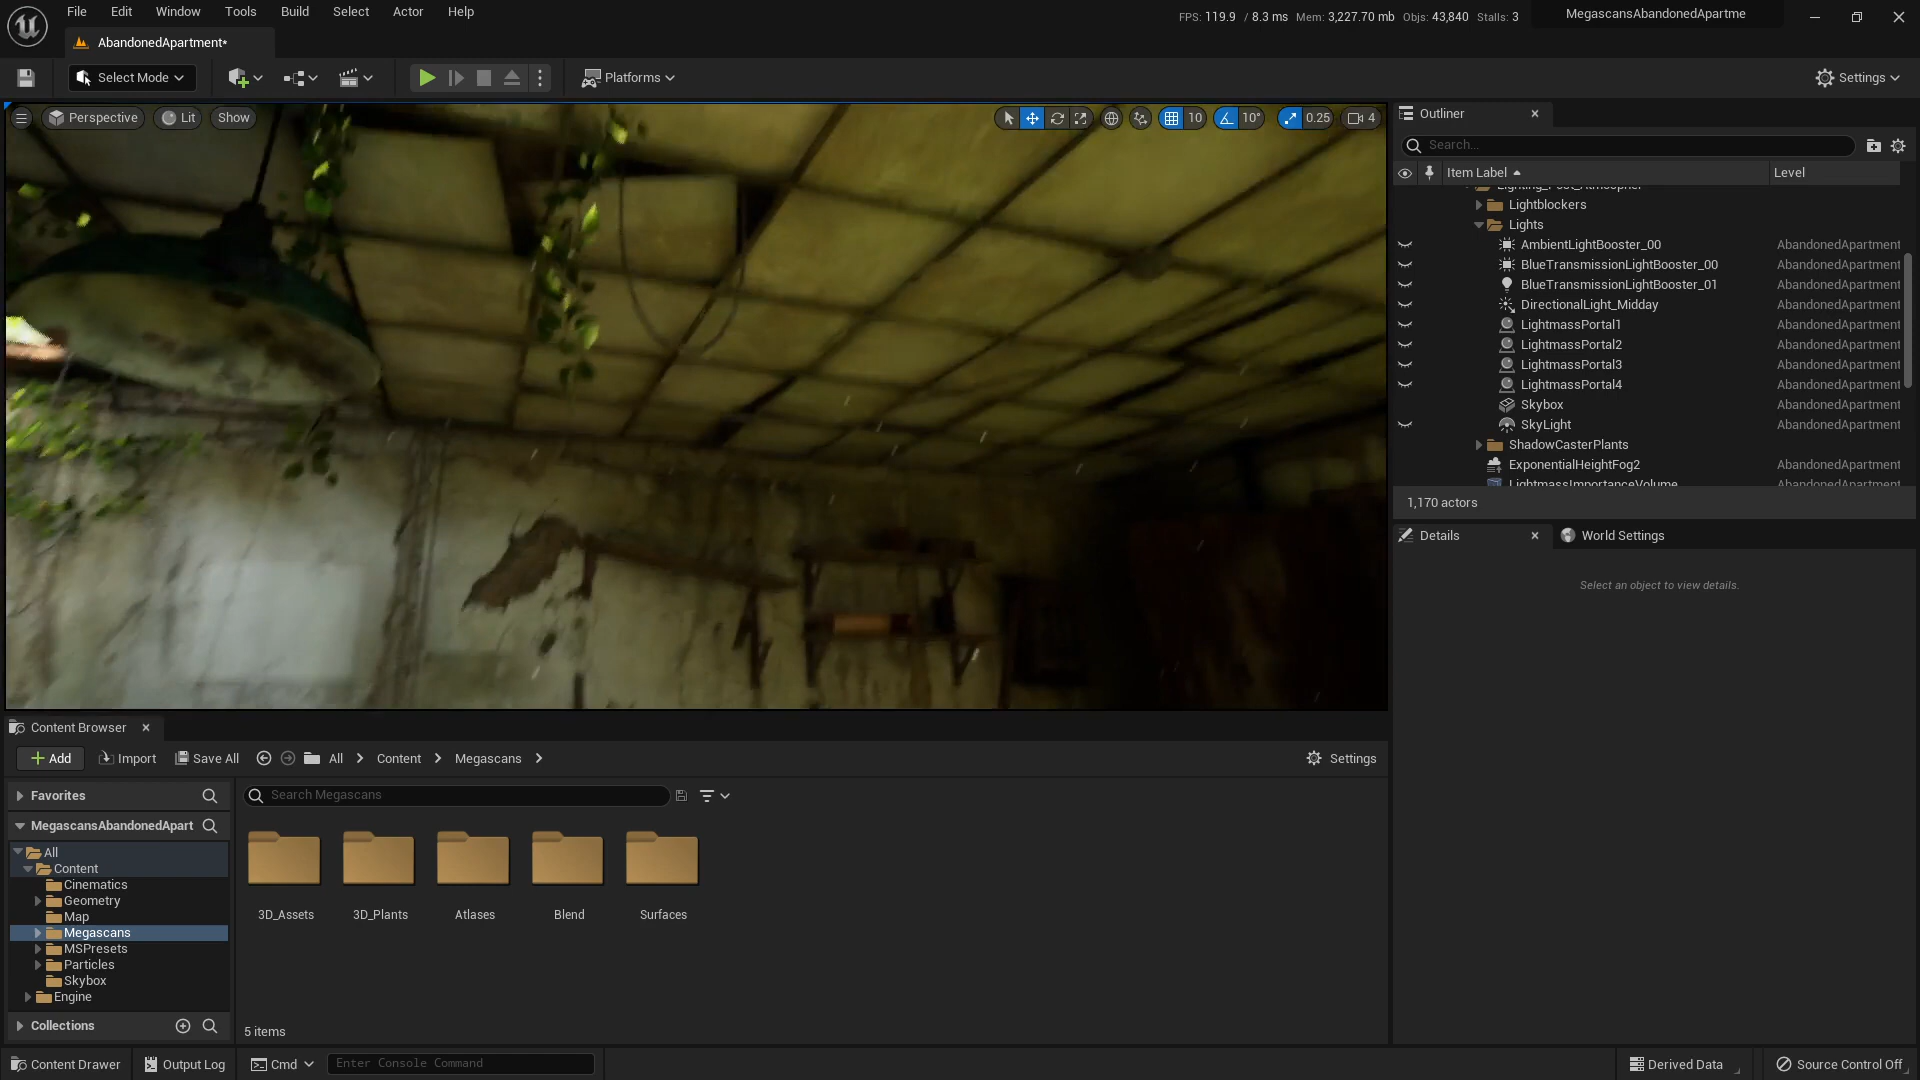 File Edit Window Tools Build Select Actor Help
FPS: 119.9 / 8.3 ms Mem: 3,227.70 mb Objs: 43,840 Stalls: 3
MegascansAbandonedApartme
AbandonedApartment*
Select Mode
Platforms
Settings
Perspective Lit Show
10 10° 0.25 4
Outliner
Search...
Item Label Level
Lighting_Post_Atmospher
Lightblockers
Lights
AmbientLightBooster_00 AbandonedApartment
BlueTransmissionLightBooster_00 AbandonedApartment
BlueTransmissionLightBooster_01 AbandonedApartment
DirectionalLight_Midday AbandonedApartment
LightmassPortal1 AbandonedApartment
LightmassPortal2 AbandonedApartment
LightmassPortal3 AbandonedApartment
LightmassPortal4 AbandonedApartment
Skybox AbandonedApartment
SkyLight AbandonedApartment
ShadowCasterPlants
ExponentialHeightFog2 AbandonedApartment
LightmassImportanceVolume AbandonedApartment
1,170 actors
Details World Settings
Select an object to view details.
Content Browser
Add Import Save All All Content Megascans Settings
Favorites
Search Megascans
MegascansAbandonedApart
All
Content
Cinematics
Geometry
Map
Megascans
MSPresets
Particles
Skybox
Engine
Collections
3D_Assets 3D_Plants Atlases Blend Surfaces
5 items
Content Drawer Output Log Cmd Enter Console Command Derived Data Source Control Off